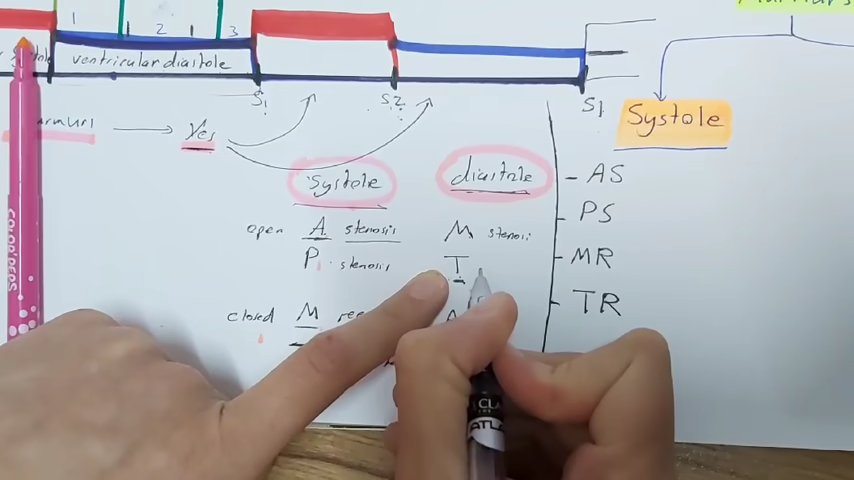 1 2 3
ventricular diastole
S1 S2 S1
Systole
Yes
Systole diastole
AS
open A stenosis M
PS
P stenosis T
MR
closed M
TR